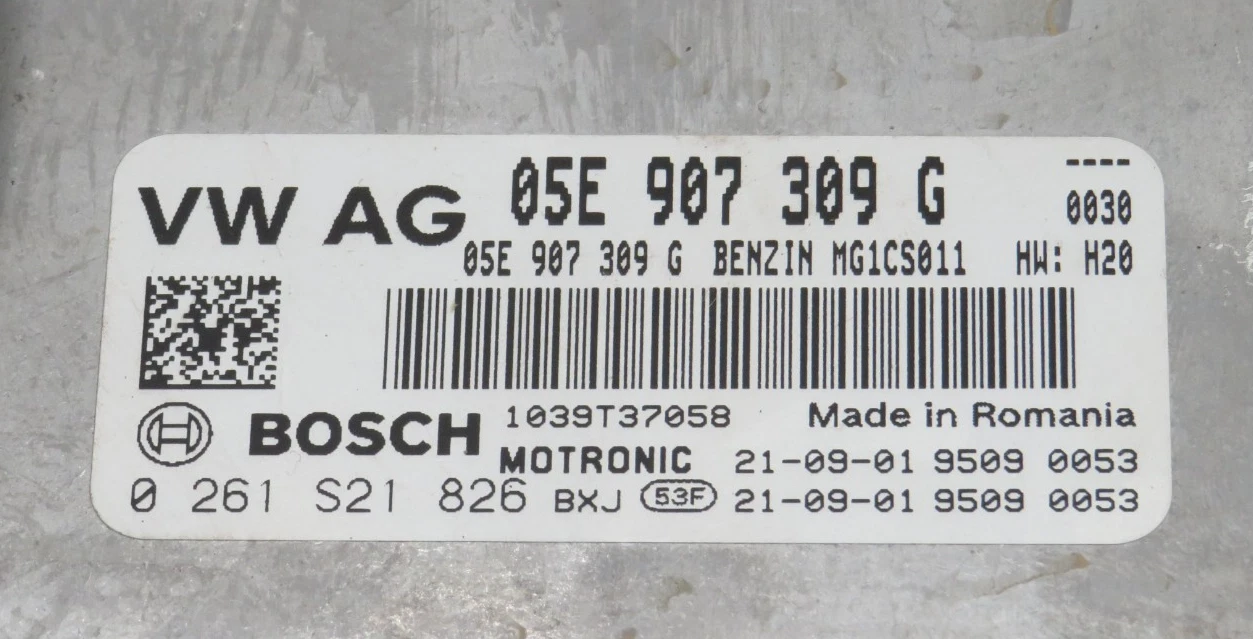 VW AG 05E 907 309 G ----
0030
05E 907 309 G BENZIN MG1CS011 HW: H20
BOSCH 1039T37058 Made in Romania
MOTRONIC 21-09-01 9509 0053
0 261 S21 826 BXJ 53F 21-09-01 9509 0053